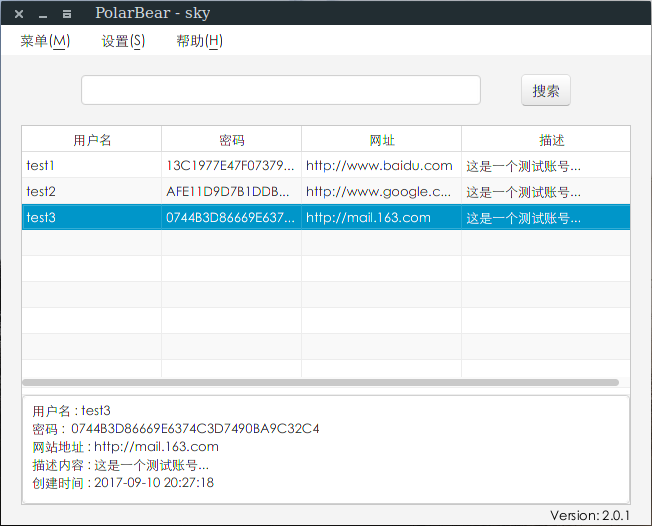 PolarBear - sky
菜单(M) 设置(S) 帮助(H)
搜索
用户名 密码 网址 描述
test1 13C1977E47F07379... http://www.baidu.com 这是一个测试账号...
test2 AFE11D9D7B1DDB... http://www.google.c... 这是一个测试账号...
test3 0744B3D86669E637... http://mail.163.com 这是一个测试账号...
用户名 : test3
密码 : 0744B3D86669E6374C3D7490BA9C32C4
网站地址 : http://mail.163.com
描述内容 : 这是一个测试账号...
创建时间 : 2017-09-10 20:27:18
Version: 2.0.1